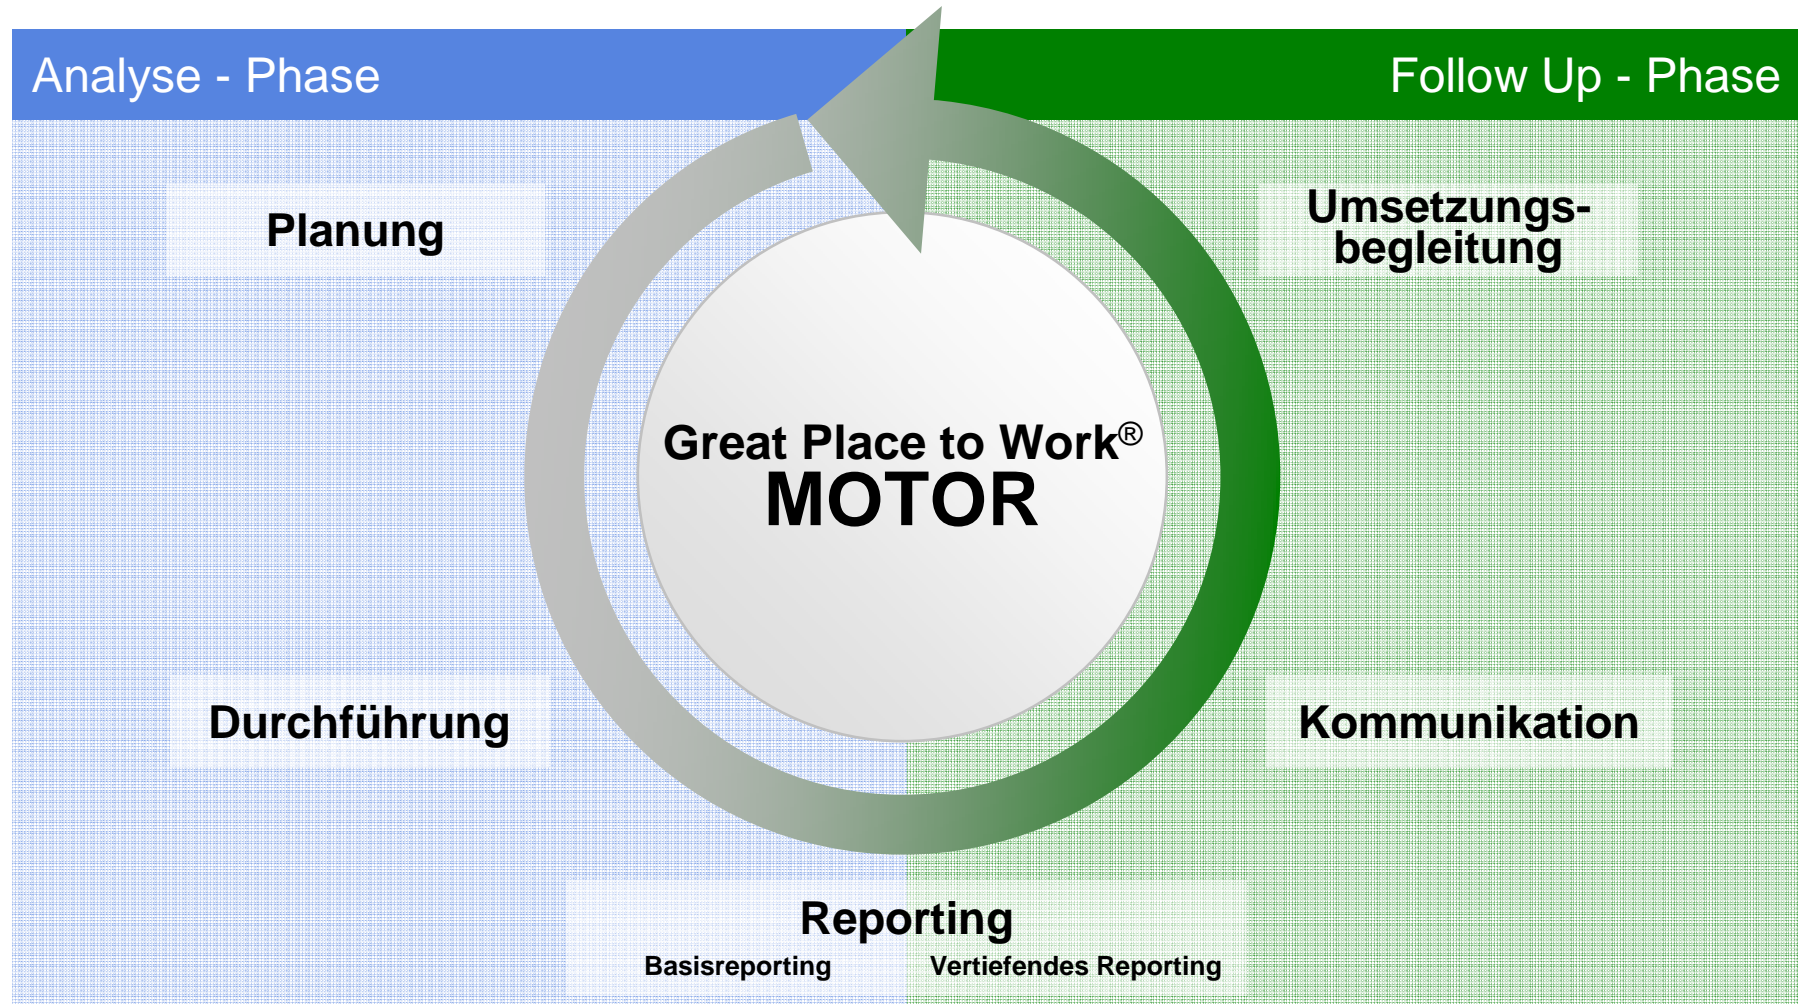 Analyse - Phase
Follow Up - Phase
Planung
Umsetzungs-
begleitung
Great Place to Work®
MOTOR
Durchführung
Kommunikation
Reporting
Basisreporting
Vertiefendes Reporting